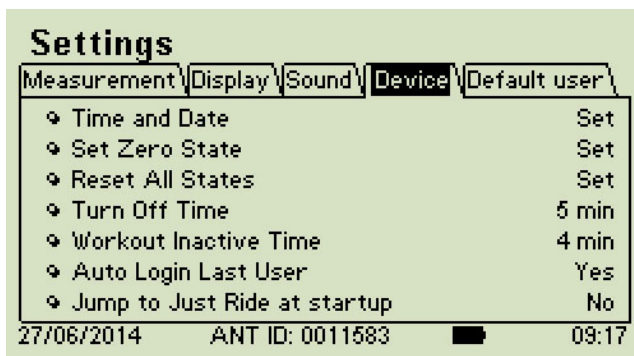 Settings
Measurement Display Sound Device Default user
Time and Date Set
Set Zero State Set
Reset All States Set
Turn Off Time 5 min
Workout Inactive Time 4 min
Auto Login Last User Yes
Jump to Just Ride at startup No
27/06/2014 ANT ID: 0011583 09:17